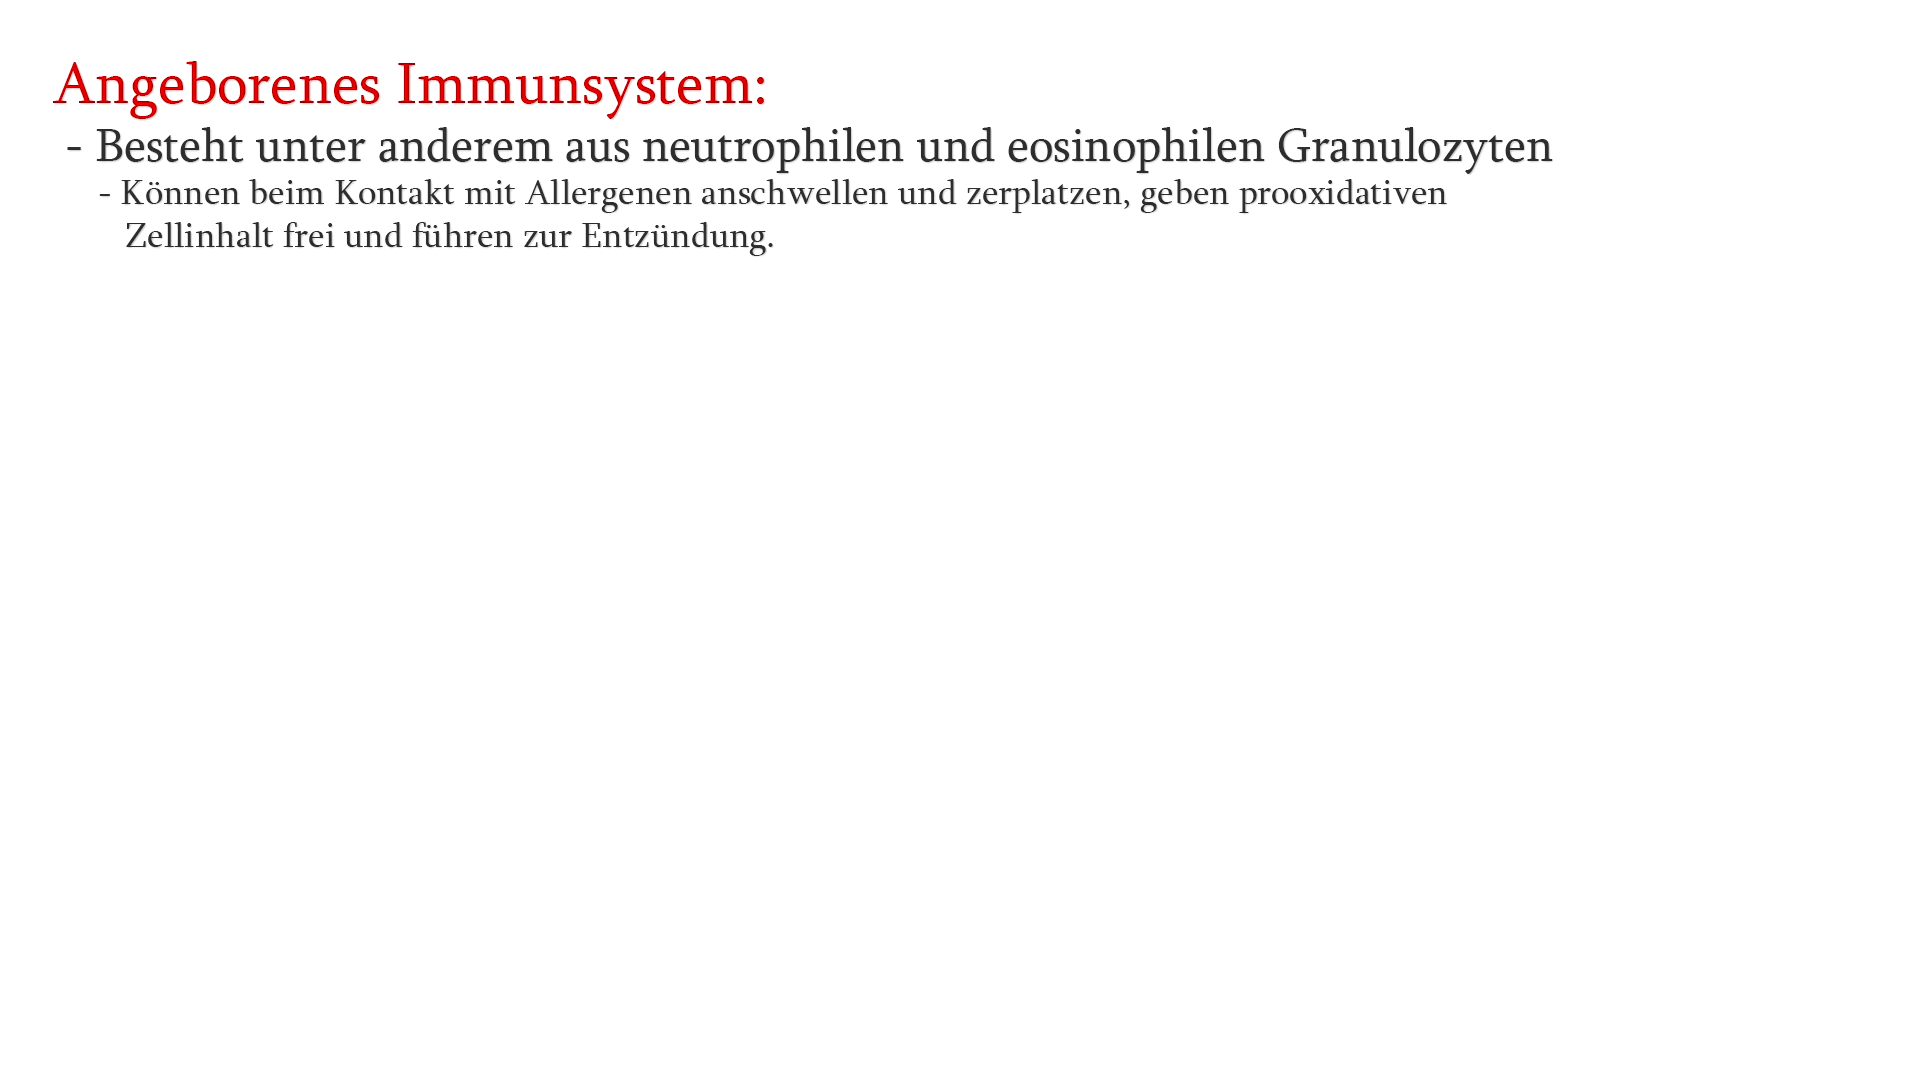 Angeborenes Immunsystem:
- Besteht unter anderem aus neutrophilen und eosinophilen Granulozyten
- Können beim Kontakt mit Allergenen anschwellen und zerplatzen, geben prooxidativen
Zellinhalt frei und führen zur Entzündung.